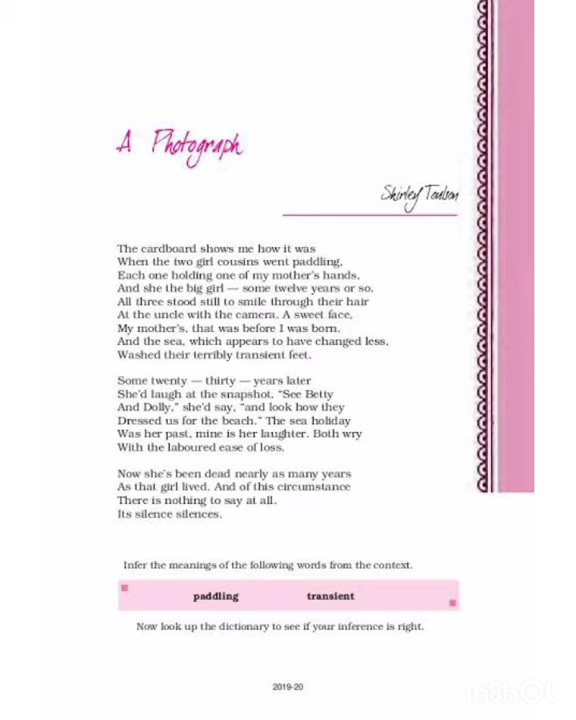 A Photograph
Shirley Toulson
The cardboard shows me how it was
When the two girl cousins went paddling,
Each one holding one of my mother's hands,
And she the big girl — some twelve years or so.
All three stood still to smile through their hair
At the uncle with the camera. A sweet face,
My mother's, that was before I was born.
And the sea, which appears to have changed less,
Washed their terribly transient feet.
Some twenty — thirty — years later
She'd laugh at the snapshot. "See Betty
And Dolly," she'd say, "and look how they
Dressed us for the beach." The sea holiday
Was her past, mine is her laughter. Both wry
With the laboured ease of loss.
Now she's been dead nearly as many years
As that girl lived. And of this circumstance
There is nothing to say at all.
Its silence silences.
Infer the meanings of the following words from the context.
paddling transient
Now look up the dictionary to see if your inference is right.
2019-20